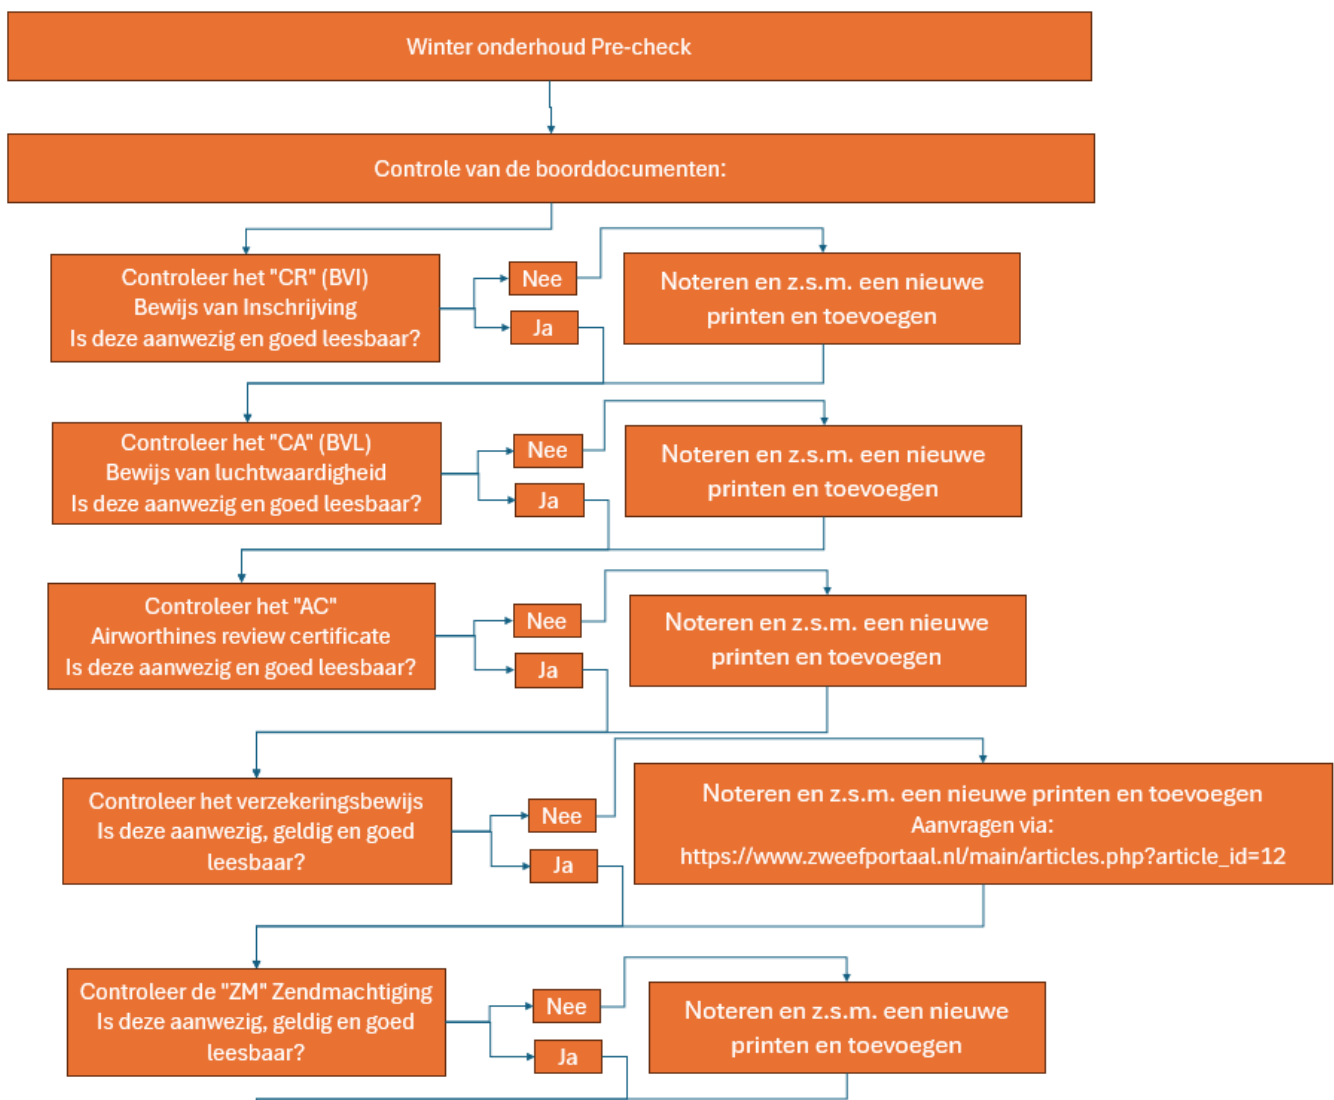 Winter onderhoud Pre-check
Controle van de boorddocumenten:
Controleer het "CR" (BVI)
Bewijs van Inschrijving
Is deze aanwezig en goed leesbaar?
Nee
Ja
Noteren en z.s.m. een nieuwe
printen en toevoegen
Controleer het "CA" (BVL)
Bewijs van luchtwaardigheid
Is deze aanwezig en goed leesbaar?
Nee
Ja
Noteren en z.s.m. een nieuwe
printen en toevoegen
Controleer het "AC"
Airworthines review certificate
Is deze aanwezig en goed leesbaar?
Nee
Ja
Noteren en z.s.m. een nieuwe
printen en toevoegen
Controleer het verzekeringsbewijs
Is deze aanwezig, geldig en goed
leesbaar?
Nee
Ja
Noteren en z.s.m. een nieuwe printen en toevoegen
Aanvragen via:
https://www.zweefportaal.nl/main/articles.php?article_id=12
Controleer de "ZM" Zendmachtiging
Is deze aanwezig, geldig en goed
leesbaar?
Nee
Ja
Noteren en z.s.m. een nieuwe
printen en toevoegen